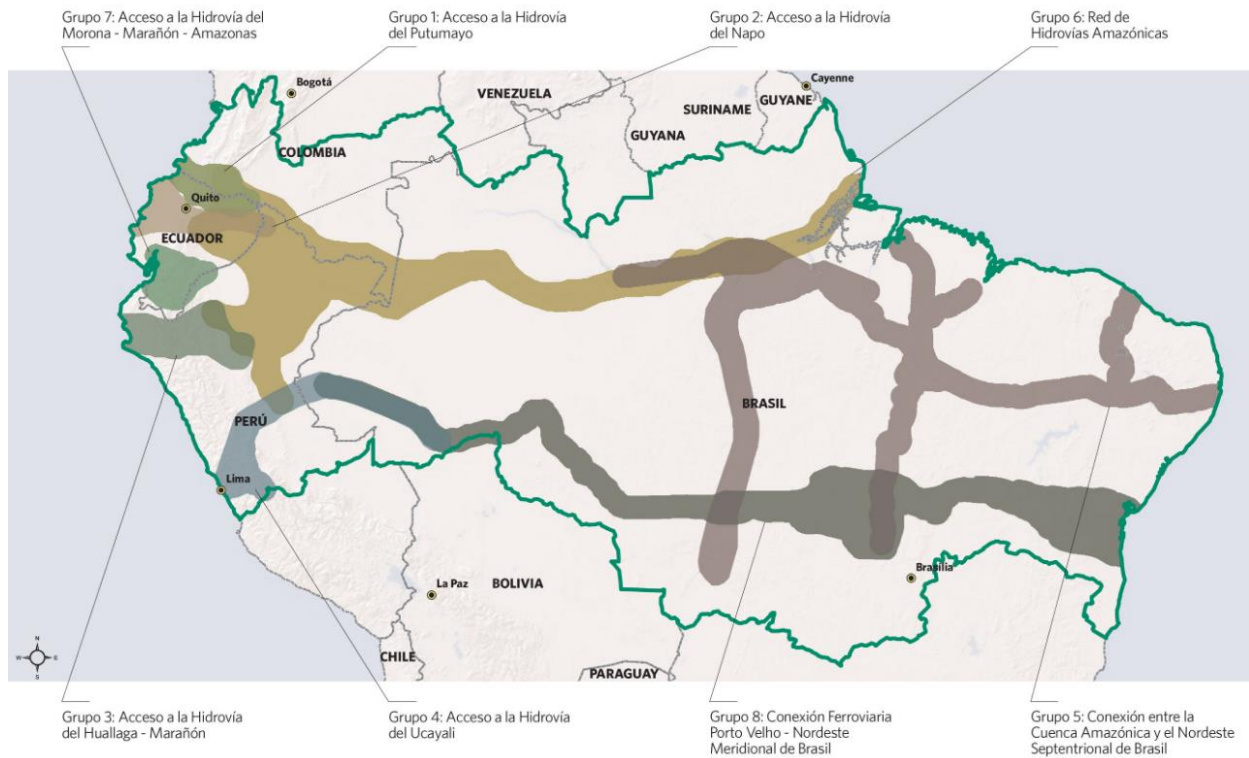 Grupo 7: Acceso a la Hidrovía del
Morona - Marañón - Amazonas
Grupo 1: Acceso a la Hidrovía
del Putumayo
Grupo 2: Acceso a la Hidrovía
del Napo
Grupo 6: Red de
Hidrovías Amazónicas
Bogotá
VENEZUELA
Cayenne
SURINAME
GUYANE
GUYANA
COLOMBIA
Quito
ECUADOR
BRASIL
PERÚ
Lima
Brasília
La Paz
BOLIVIA
CHILE
PARAGUAY
N
W
E
S
Grupo 3: Acceso a la Hidrovía
del Huallaga - Marañón
Grupo 4: Acceso a la Hidrovía
del Ucayali
Grupo 8: Conexión Ferroviaria
Porto Velho - Nordeste
Meridional de Brasil
Grupo 5: Conexión entre la
Cuenca Amazónica y el Nordeste
Septentrional de Brasil